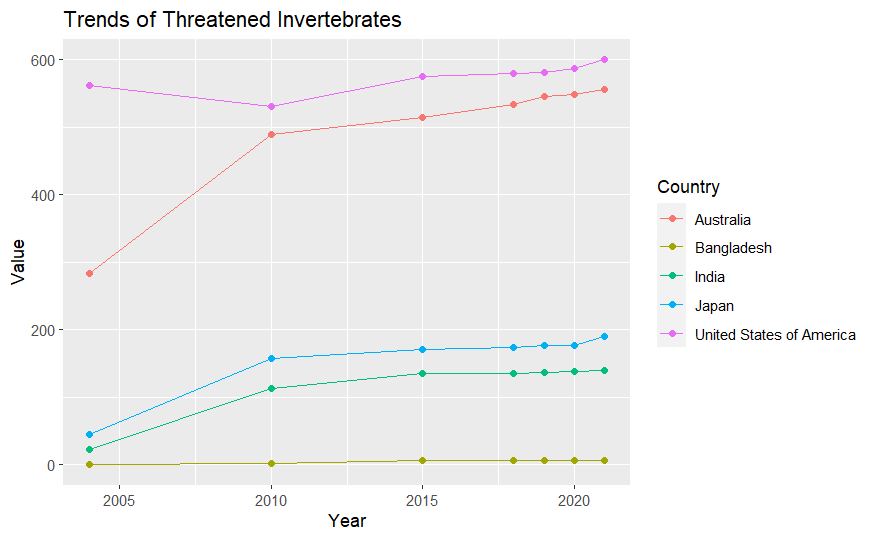 Trends of Threatened Invertebrates
600
400
200
0
Value
2005
2010
2015
2020
Year
Country
Australia
Bangladesh
India
Japan
United States of America